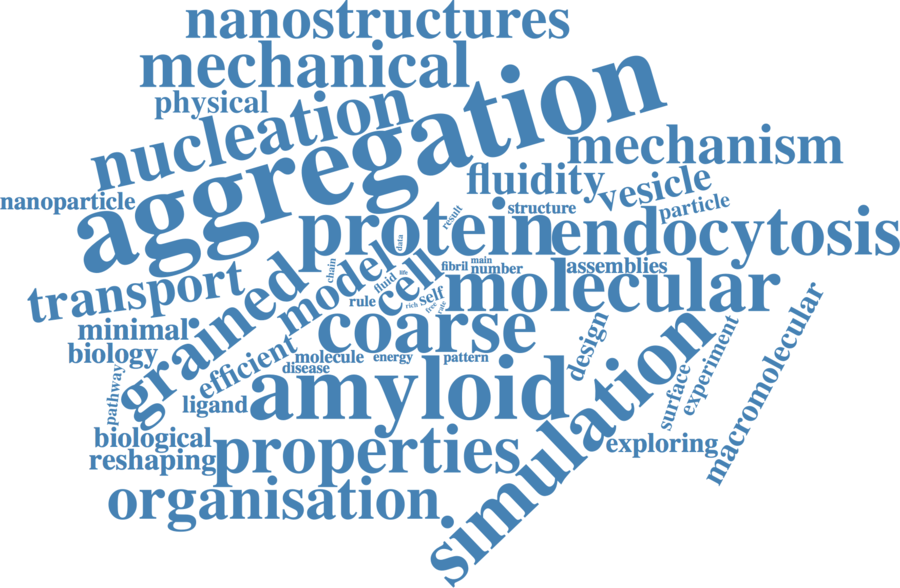 nanostructures
mechanical
physical
nucleation
aggregation
mechanism
fluidity
vesicle
nanoparticle
particle
structure
result
protein
endocytosis
data
transport
grained
model
cell
chain
fluid
life
fibril
main
number
assemblies
molecular
rule
rich
self
free
rate
minimal
coarse
biology
efficient
molecule
energy
pattern
disease
design
simulation
surface
experiment
macromolecular
pathway
ligand
amyloid
biological
properties
exploring
reshaping
organisation